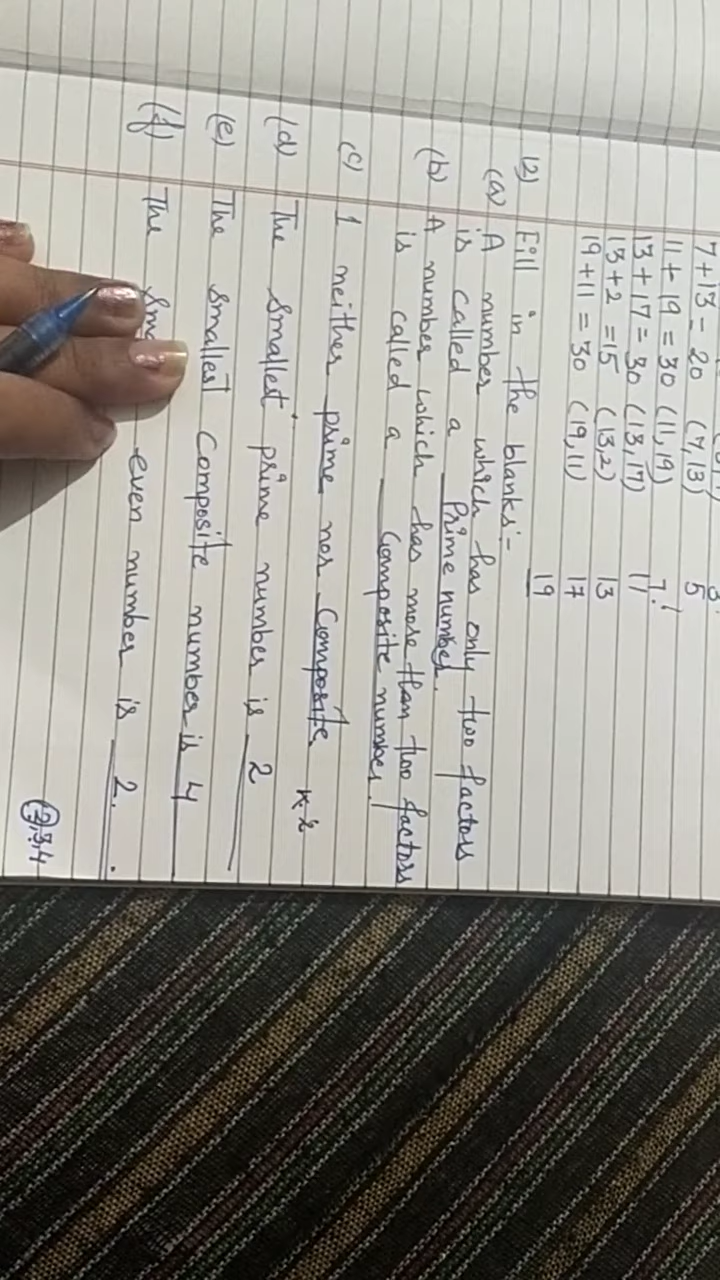 7+13 = 20 (7,13) 5
11 + 19 = 30 (11,19) 7
13 + 17 = 30 (13,17) 11
13 + 2 = 15 (13,2) 13
19 + 11 = 30 (19,11) 17
19
12) Fill in the blanks:-
(a) A number which has only two factors
is called a Prime number.
(b) A number which has more than two factors
is called a Composite number.
(c) 1 neither prime nor Composite.
(d) The smallest prime number is 2
(e) The smallest Composite number is 4
(f) The even number is 2.
2,3,4